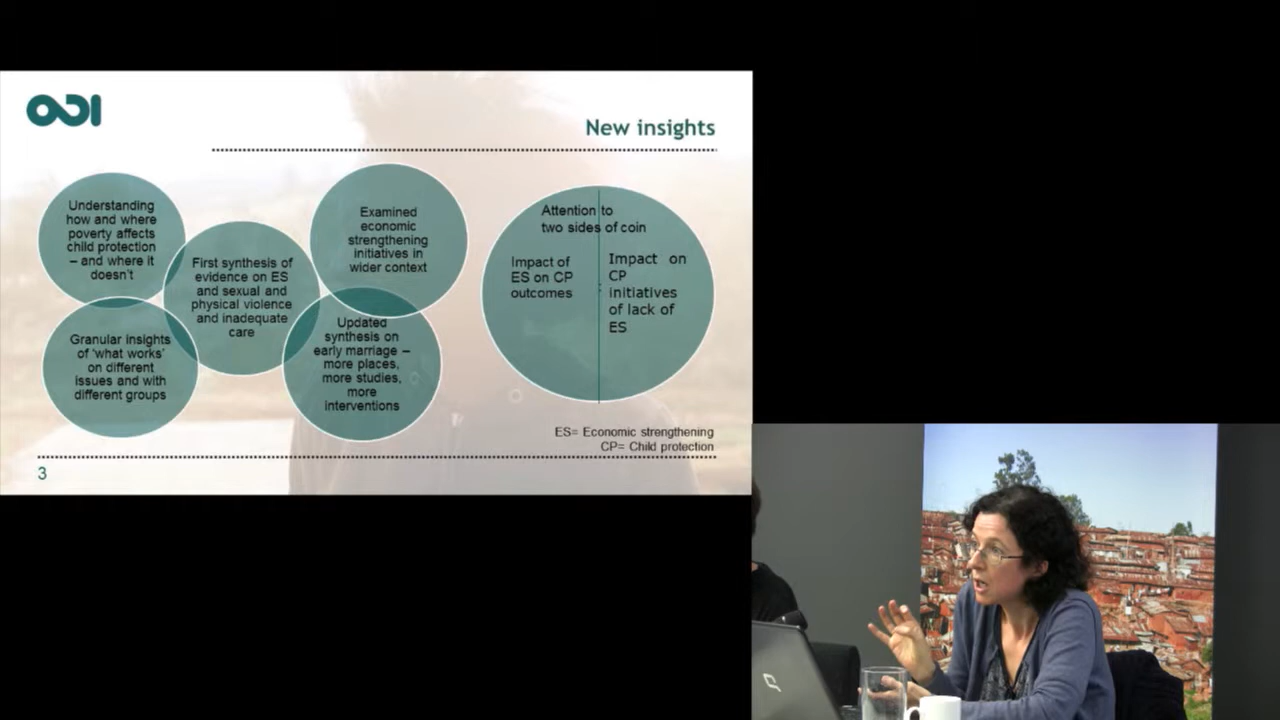 ODI
New insights
Understanding
how and where
poverty affects
child protection
– and where it
doesn't
First synthesis of
evidence on ES
and sexual and
physical violence
and inadequate
care
Examined
economic
strengthening
initiatives in
wider context
Granular insights
of 'what works'
on different
issues and with
different groups
Updated
synthesis on
early marriage –
more places,
more studies,
more
interventions
Attention to
two sides of coin
Impact of
ES on CP
outcomes
Impact on
CP
initiatives
of lack of
ES
ES= Economic strengthening
CP= Child protection
3